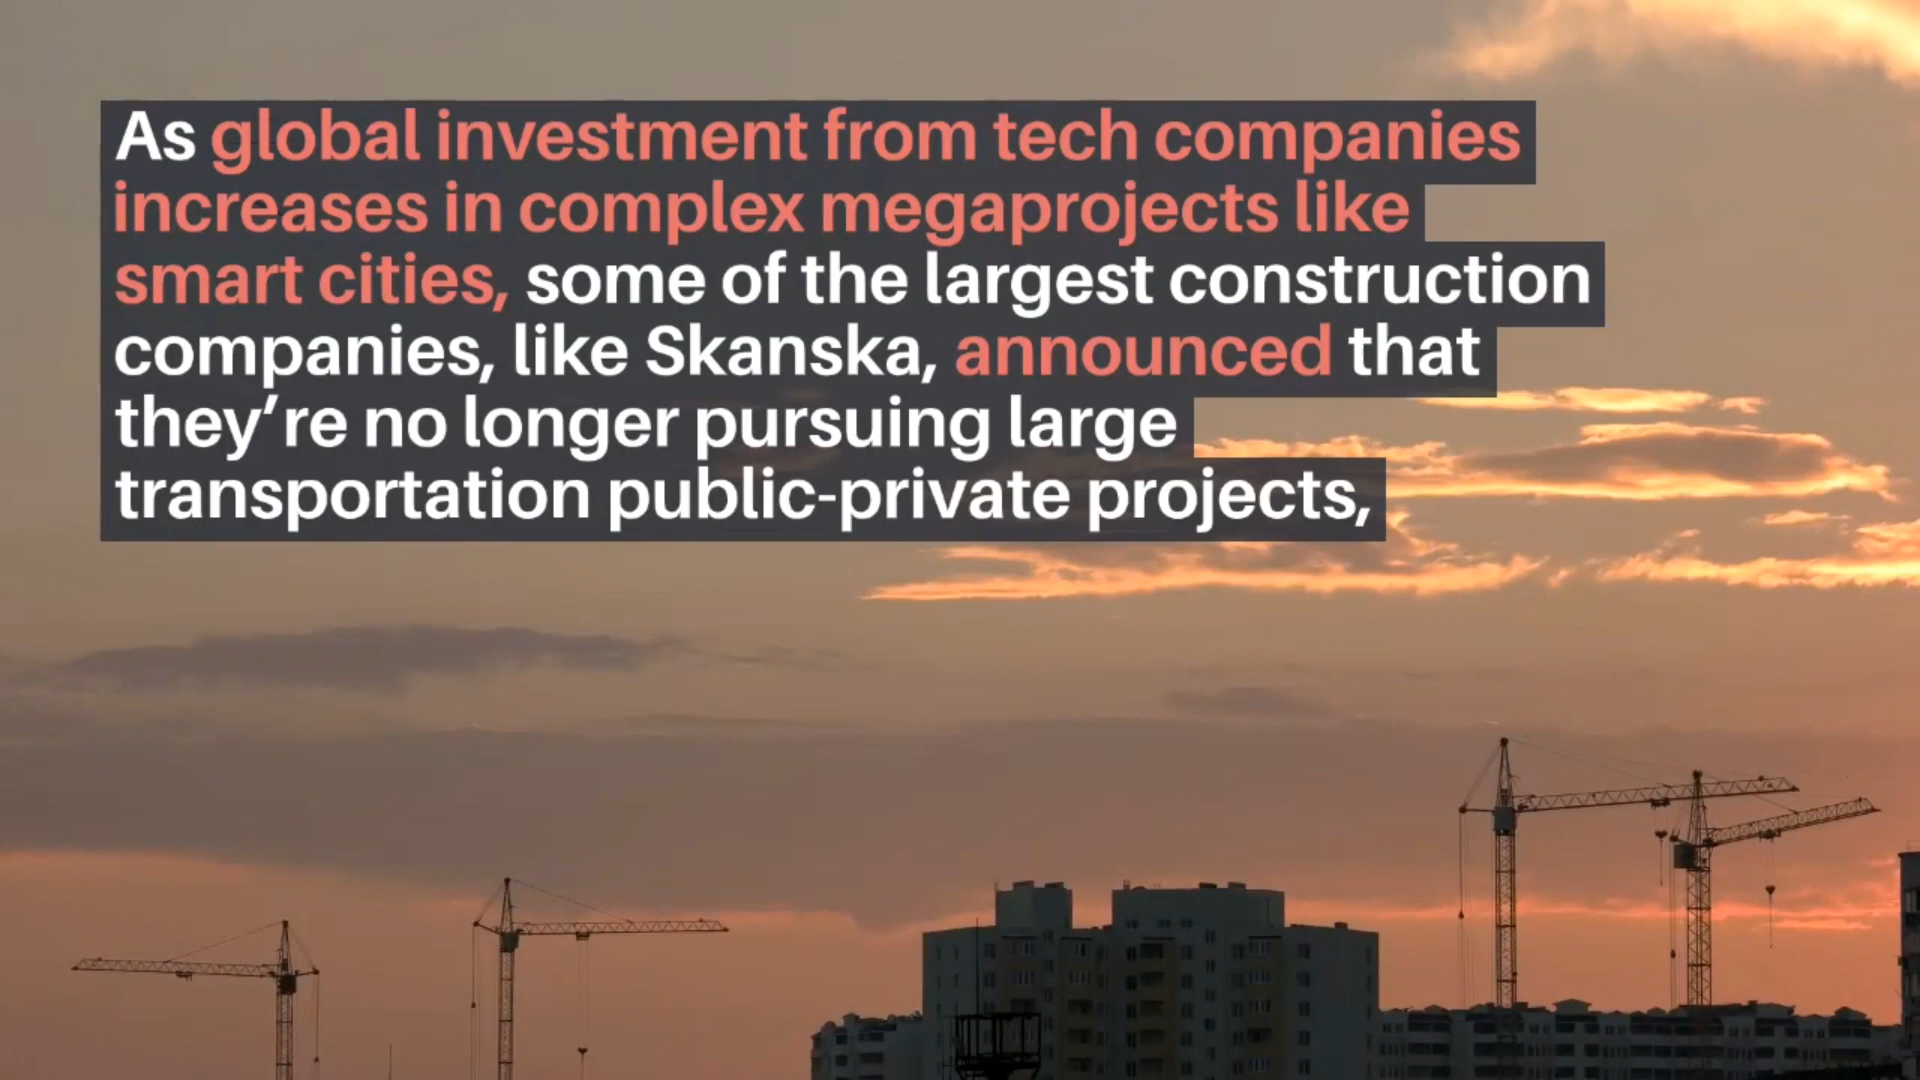 As global investment from tech companies
increases in complex megaprojects like
smart cities, some of the largest construction
companies, like Skanska, announced that
they’re no longer pursuing large
transportation public-private projects,